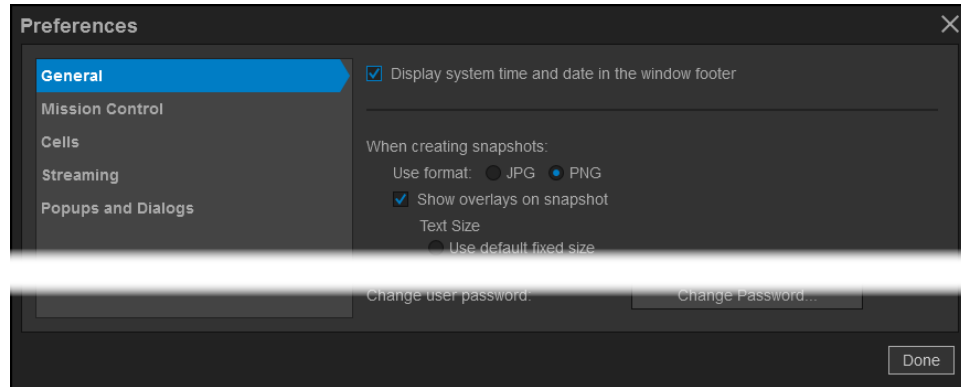 Preferences
General
Mission Control
Cells
Streaming
Popups and Dialogs
Display system time and date in the window footer
When creating snapshots:
Use format: JPG PNG
Show overlays on snapshot
Text Size
Use default fixed size
Change user password: Change Password...
Done